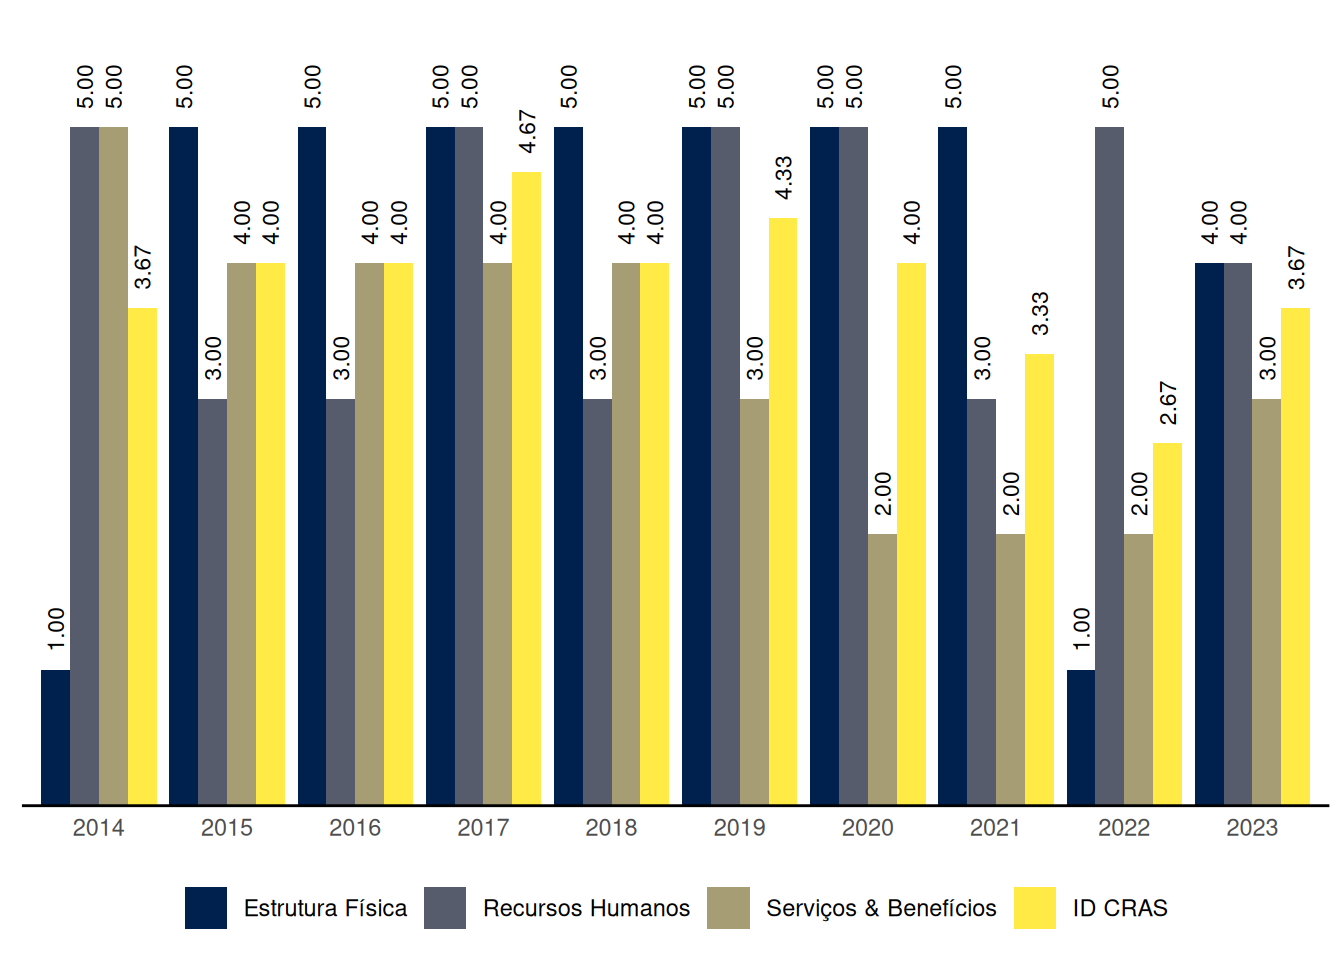 1.00 5.00 5.00 3.67 5.00 3.00 4.00 4.00 5.00 3.00 4.00 4.00 5.00 5.00 4.00 4.67 5.00 3.00 4.00 4.00 5.00 5.00 3.00 4.33 5.00 5.00 2.00 4.00 5.00 3.00 2.00 3.33 1.00 5.00 2.00 2.67 4.00 4.00 3.00 3.67
2014 2015 2016 2017 2018 2019 2020 2021 2022 2023
Estrutura Física Recursos Humanos Serviços & Benefícios ID CRAS